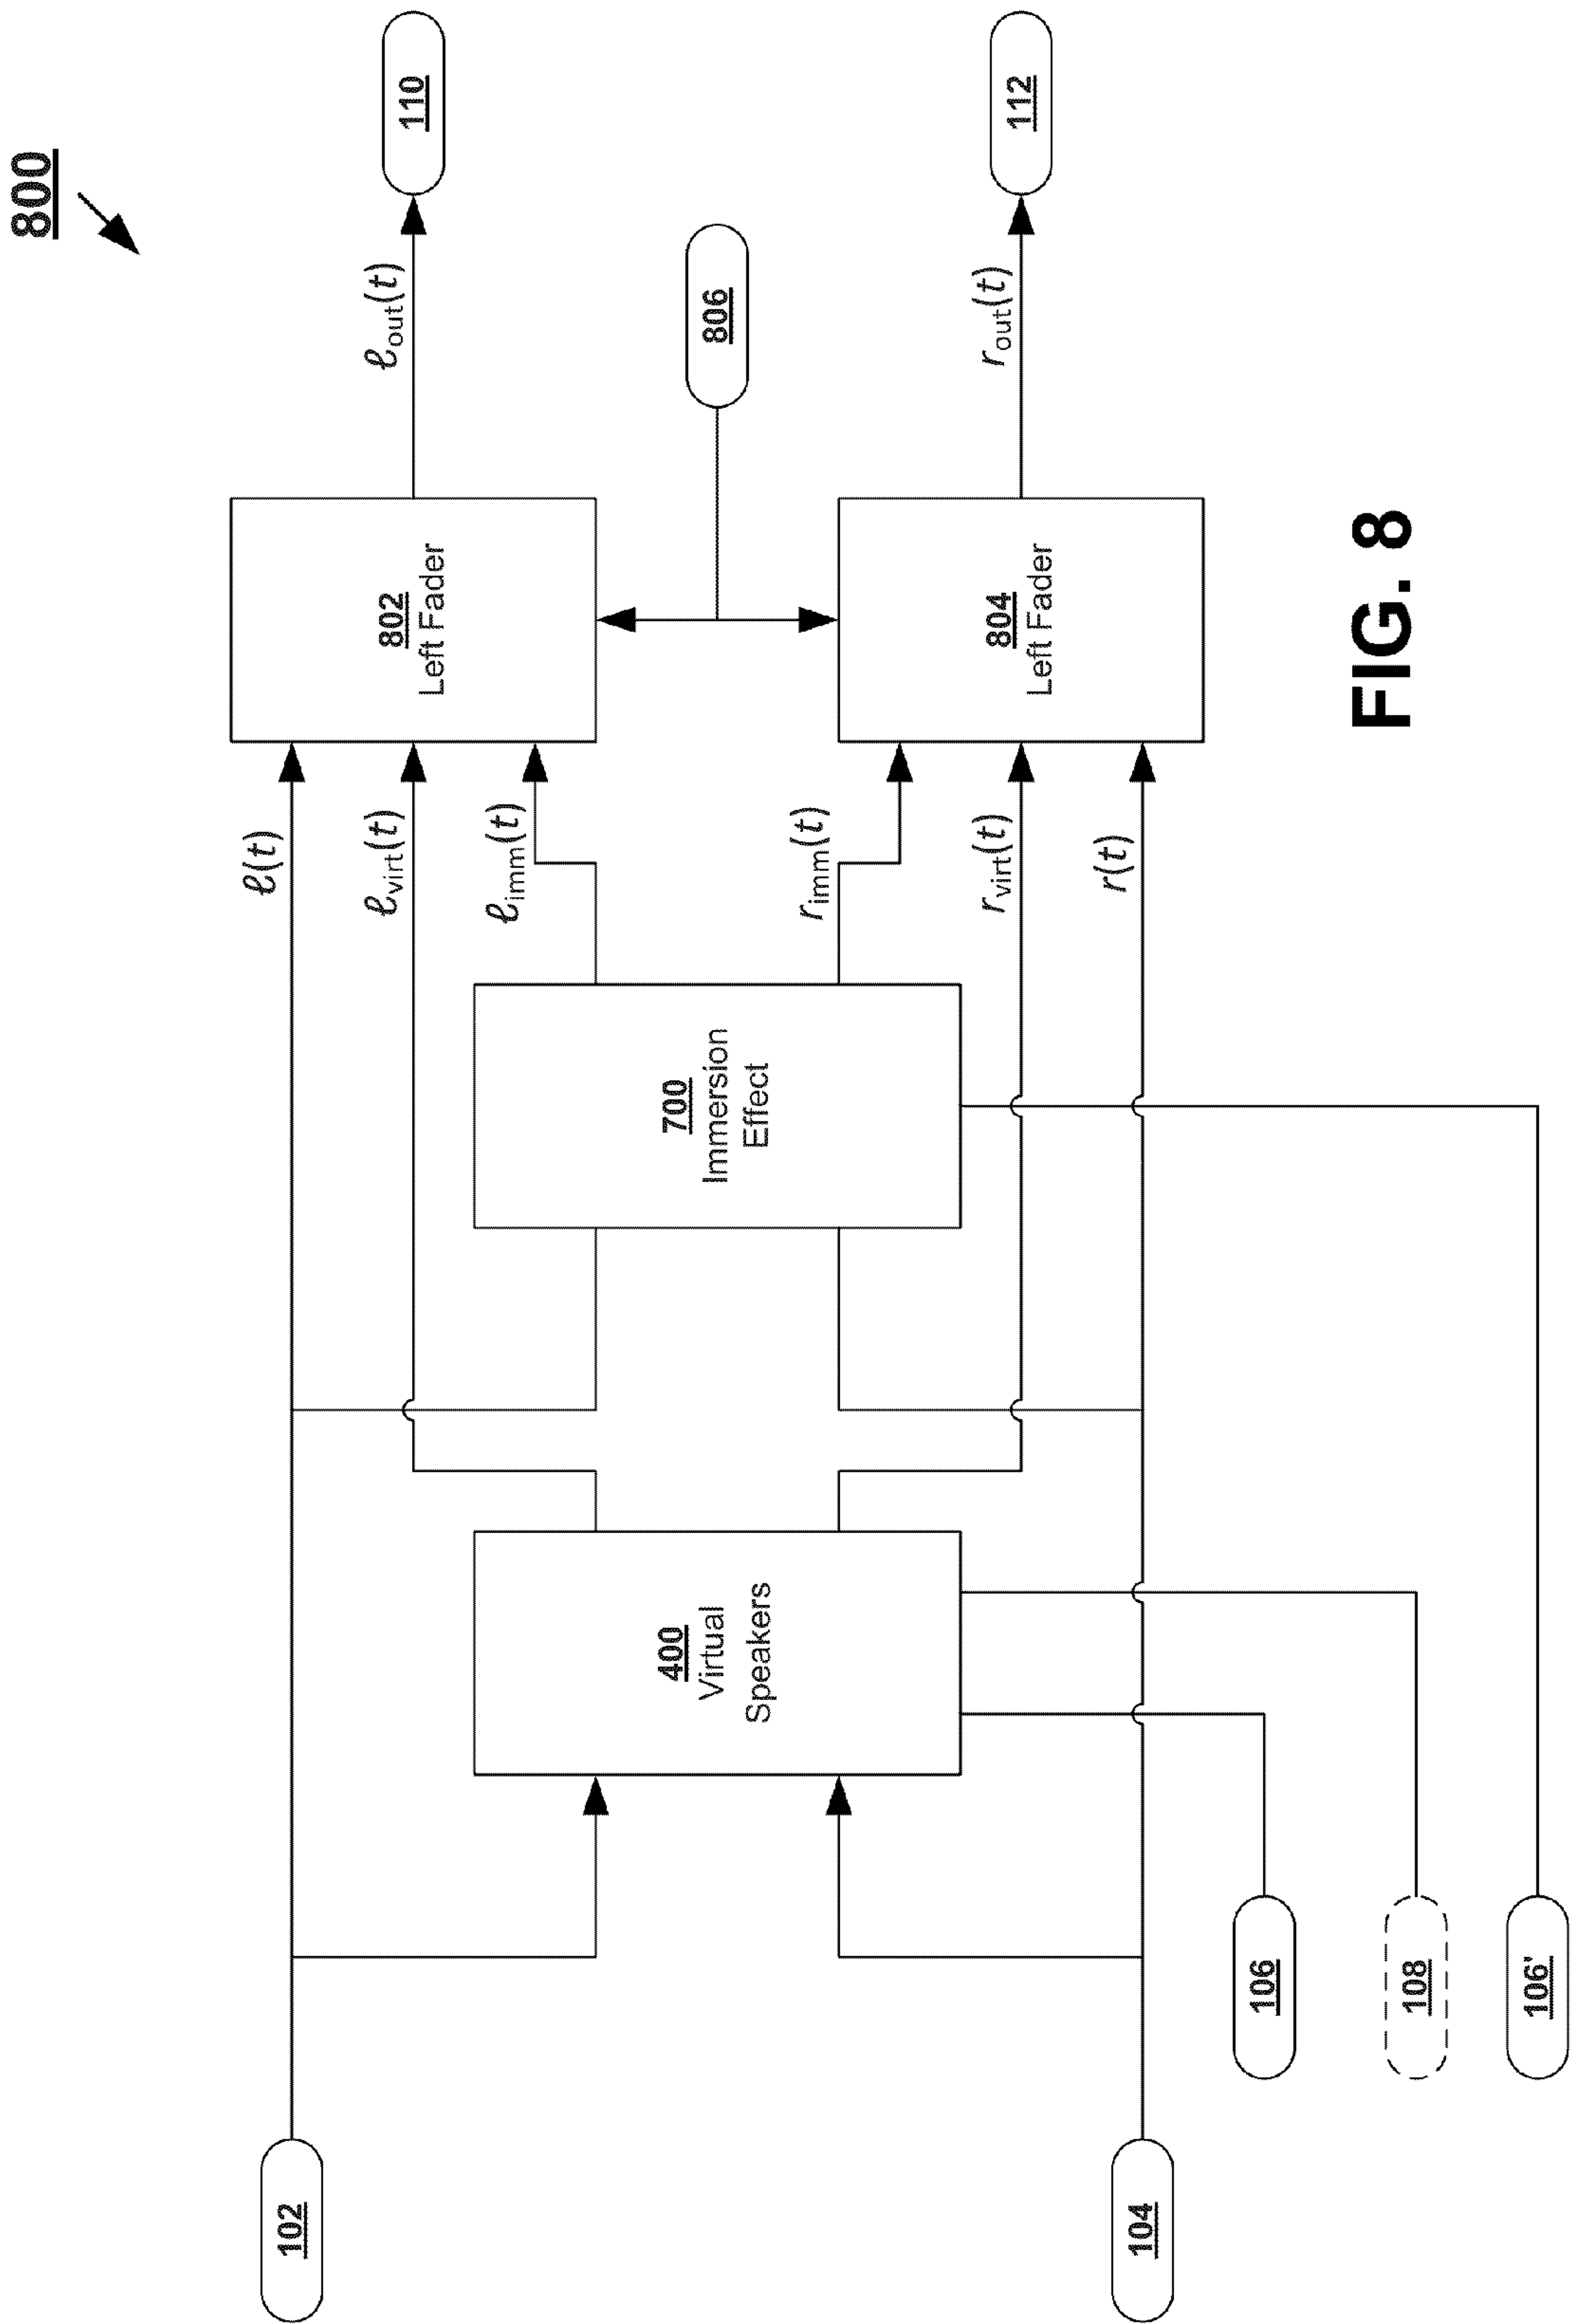 800
102
104
106
108
106'
400
Virtual
Speakers
700
Immersion
Effect
ℓ(t)
ℓvirt(t)
ℓimm(t)
rimm(t)
rvirt(t)
r(t)
802
Left Fader
804
Left Fader
806
ℓout(t)
rout(t)
110
112
FIG. 8